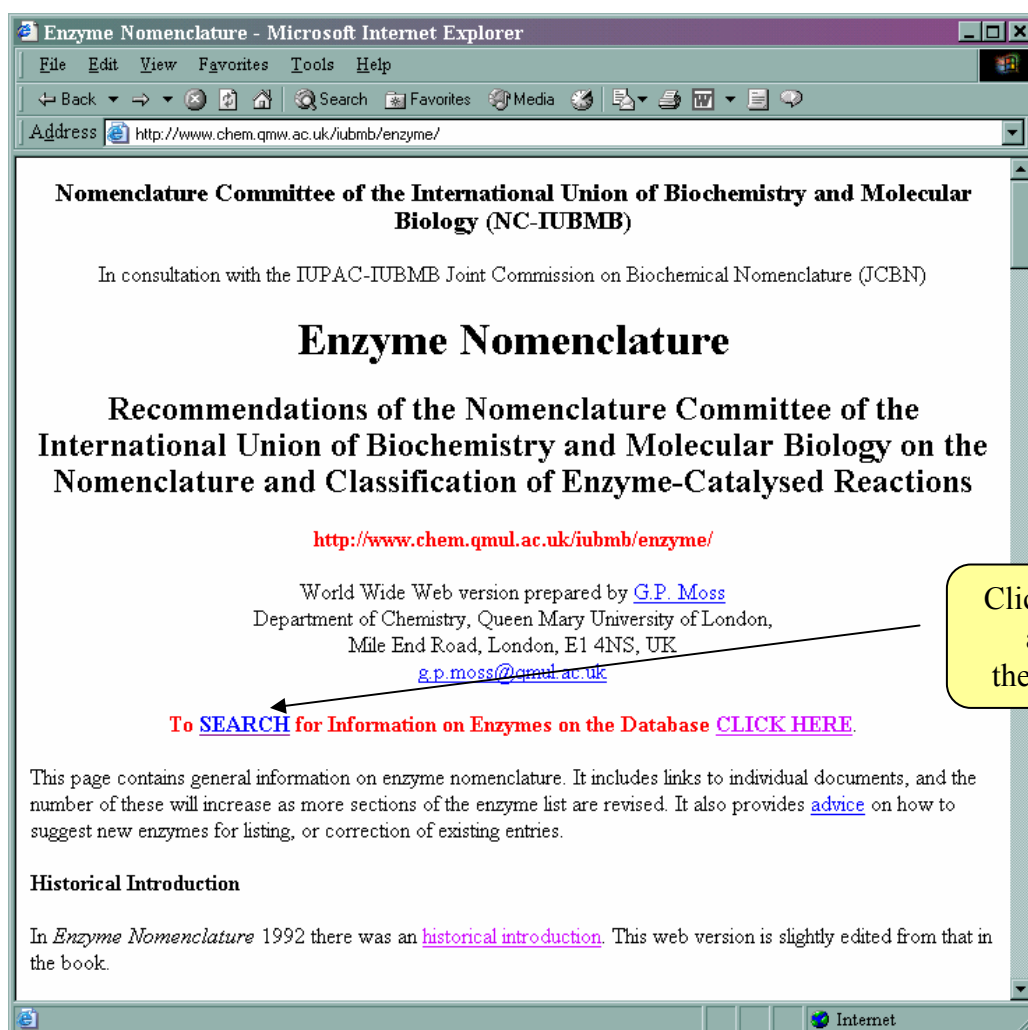 Enzyme Nomenclature - Microsoft Internet Explorer
File Edit View Favorites Tools Help
Back Search Favorites Media
Address http://www.chem.qmw.ac.uk/iubmb/enzyme/
Nomenclature Committee of the International Union of Biochemistry and Molecular
Biology (NC-IUBMB)
In consultation with the IUPAC-IUBMB Joint Commission on Biochemical Nomenclature (JCBN)
Enzyme Nomenclature
Recommendations of the Nomenclature Committee of the
International Union of Biochemistry and Molecular Biology on the
Nomenclature and Classification of Enzyme-Catalysed Reactions
http://www.chem.qmul.ac.uk/iubmb/enzyme/
World Wide Web version prepared by G.P. Moss
Department of Chemistry, Queen Mary University of London,
Mile End Road, London, E1 4NS, UK
g.p.moss@qmul.ac.uk
To SEARCH for Information on Enzymes on the Database CLICK HERE.
the
This page contains general information on enzyme nomenclature. It includes links to individual documents, and the
number of these will increase as more sections of the enzyme list are revised. It also provides advice on how to
suggest new enzymes for listing, or correction of existing entries.
Historical Introduction
In Enzyme Nomenclature 1992 there was an historical introduction. This web version is slightly edited from that in
the book.
Internet